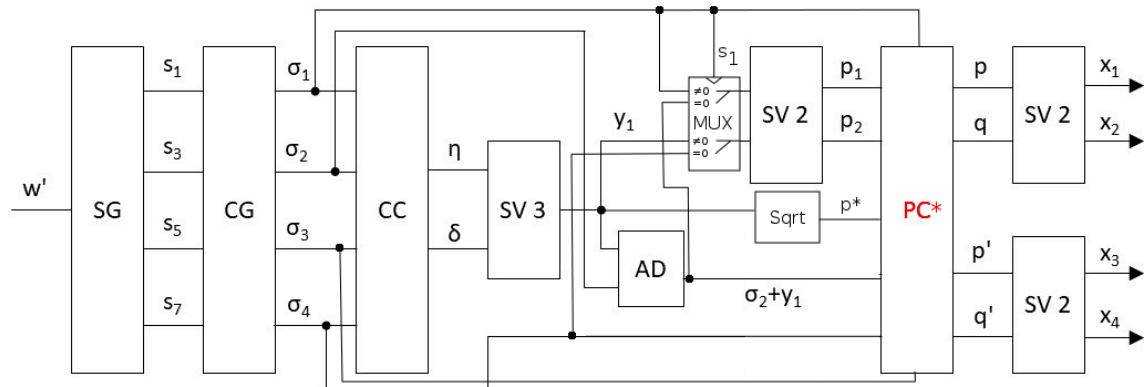 w'
SG
s1
s3
s5
s7
CG
σ1
σ2
σ3
σ4
CC
η
δ
SV 3
y1
AD
σ2+y1
s1
≠0
=0
MUX
≠0
=0
SV 2
Sqrt
p1
p2
p*
PC*
p
q
p'
q'
SV 2
SV 2
x1
x2
x3
x4